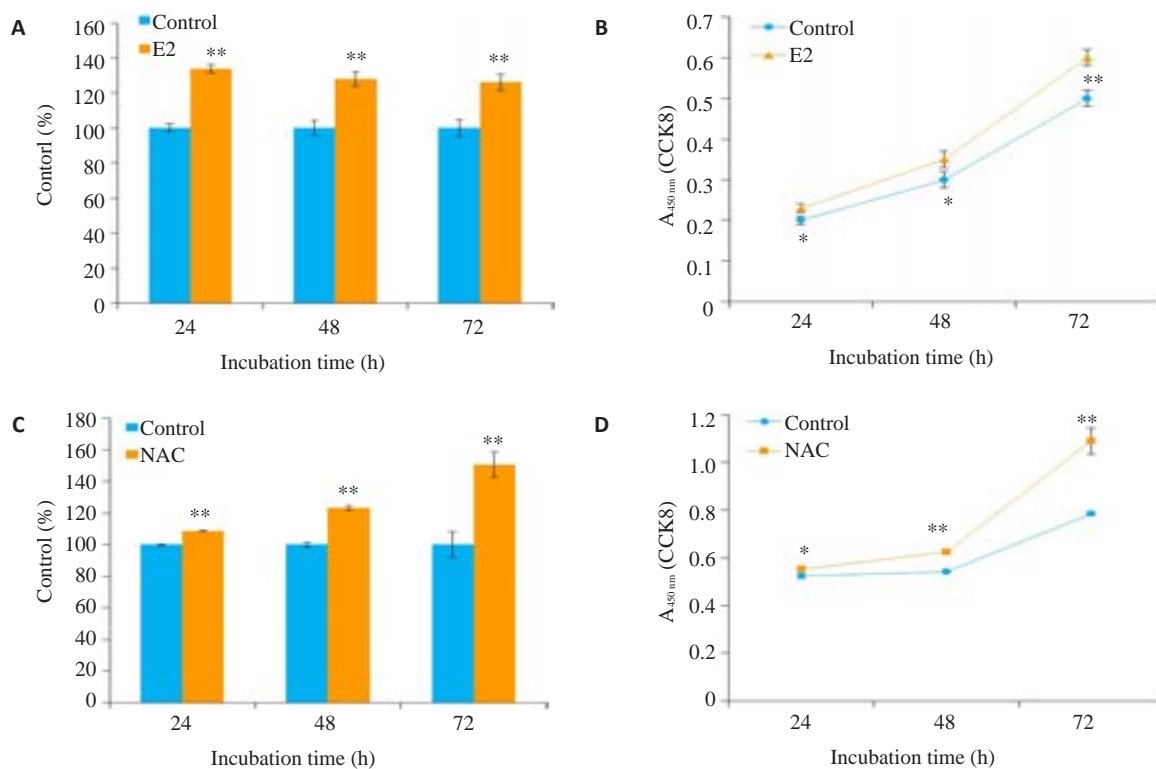 A
Control
E2
160
140
120
100
80
60
40
20
0
** ** **
Contorl (%)
24 48 72
Incubation time (h)
B
Control
E2
0.7
0.6
0.5
0.4
0.3
0.2
0.1
0
* * **
A450 nm (CCK8)
24 48 72
Incubation time (h)
C
Control
NAC
180
160
140
120
100
80
60
40
20
0
** ** **
Control (%)
24 48 72
Incubation time (h)
D
Control
NAC
1.2
1.0
0.8
0.6
0.4
0.2
0
* ** **
A450 nm (CCK8)
24 48 72
Incubation time (h)